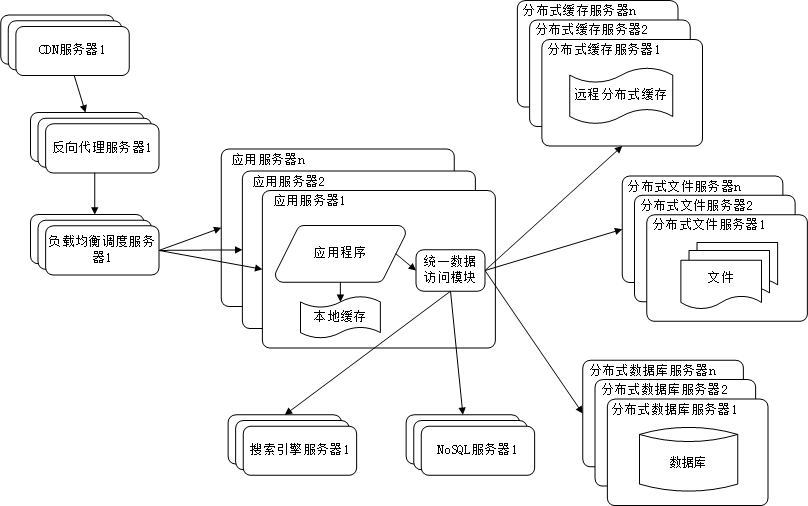 CDN服务器1
反向代理服务器1
负载均衡调度服务
器1
应用服务器n
应用服务器2
应用服务器1
应用程序
本地缓存
统一数据
访问模块
分布式缓存服务器n
分布式缓存服务器2
分布式缓存服务器1
远程分布式缓存
分布式文件服务器n
分布式文件服务器2
分布式文件服务器1
文件
分布式数据库服务器n
分布式数据库服务器2
分布式数据库服务器1
数据库
搜索引擎服务器1
NoSQL服务器1